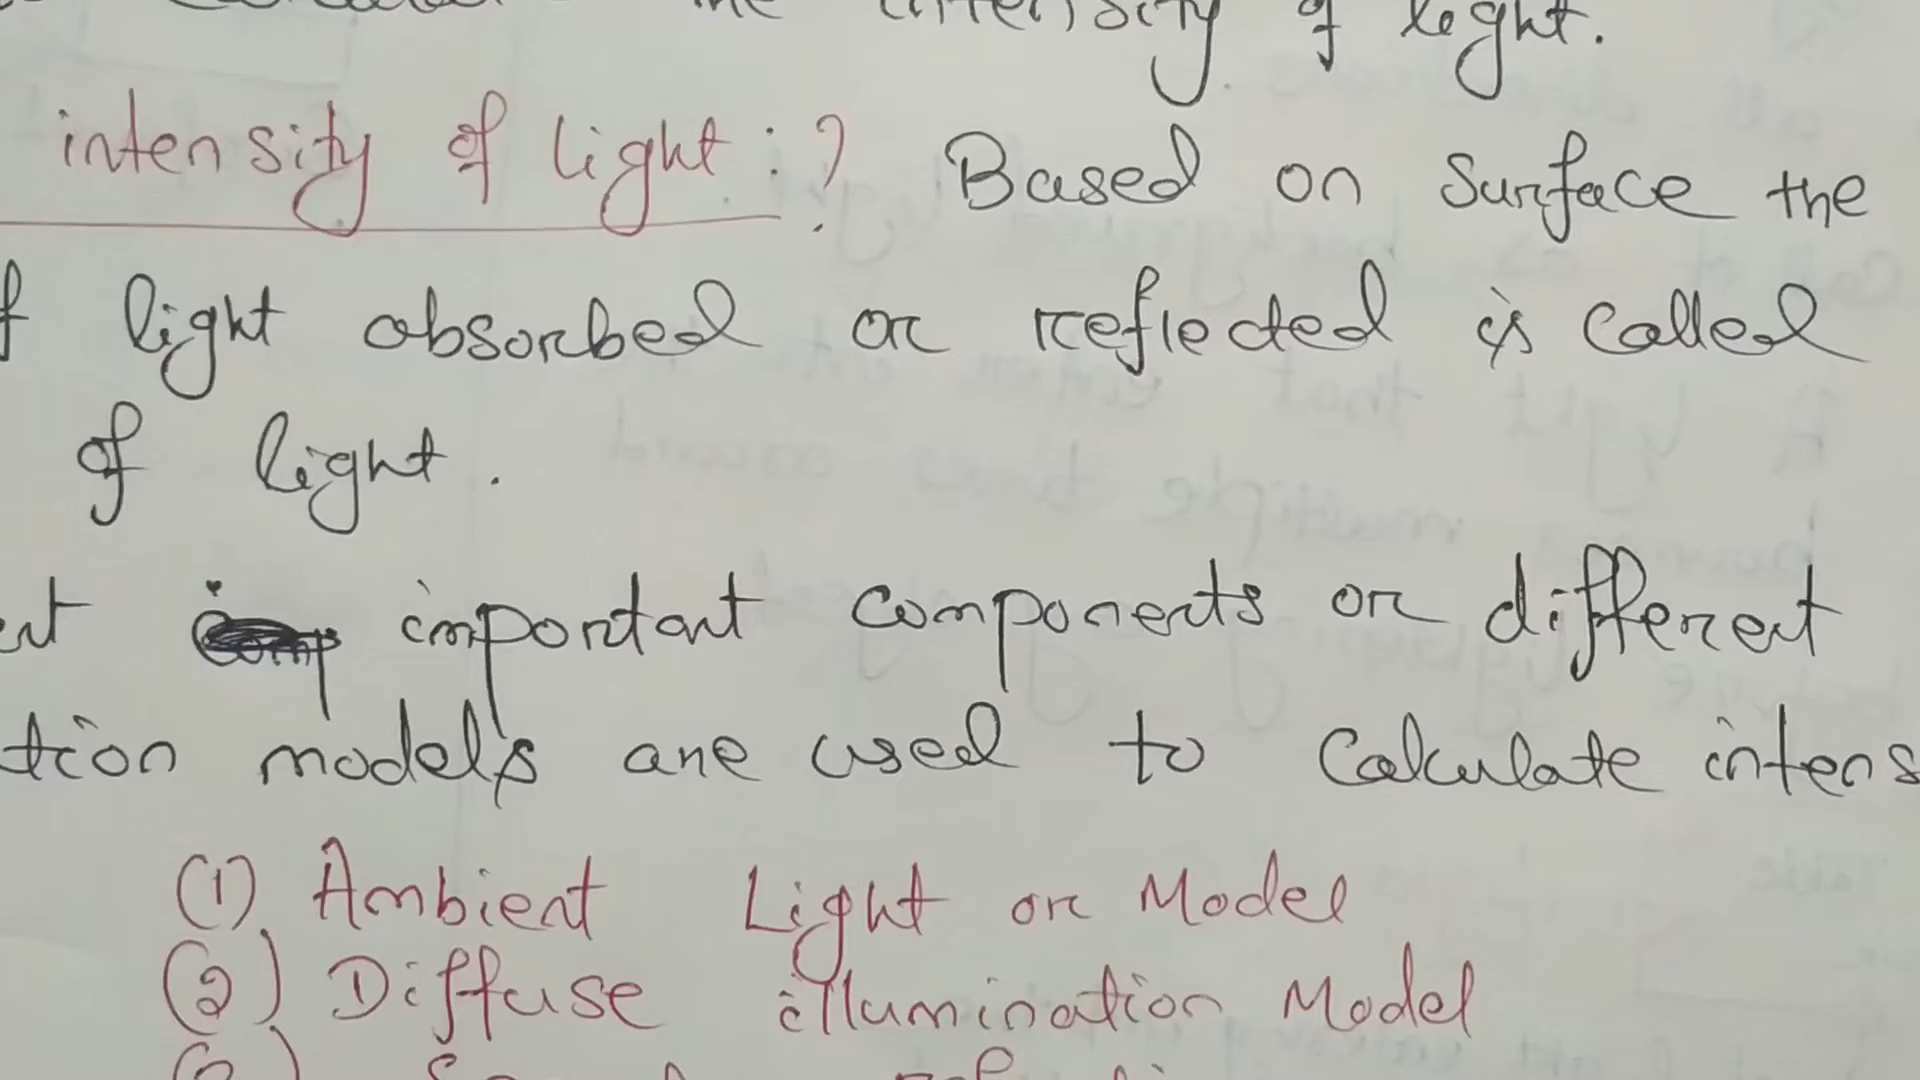 the intensity of light.
intensity of light :? Based on surface the
f light absorbed or reflected is called
of light.
important components or different
tion models are used to calculate intens
(1) Ambient Light or Model
(2) Diffuse illumination Model